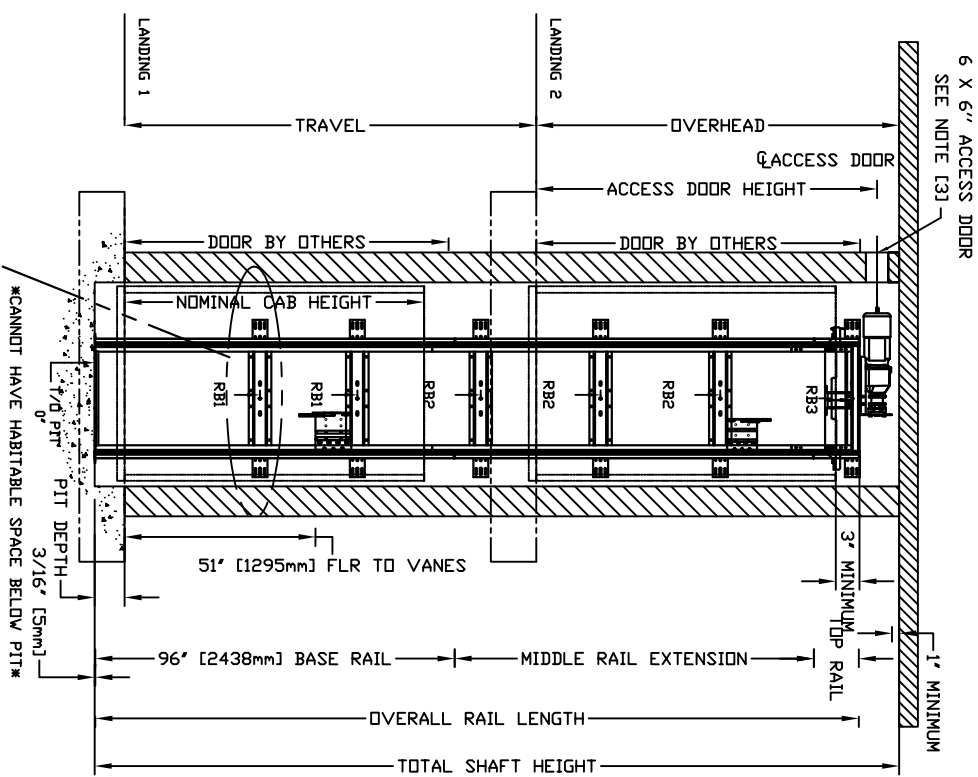 6 X 6" ACCESS DOOR
SEE NOTE [3]
LANDING 2
LANDING 1
OVERHEAD
TRAVEL
℄ACCESS DOOR
ACCESS DOOR HEIGHT
DOOR BY OTHERS
DOOR BY OTHERS
NOMINAL CAB HEIGHT
RB1
RB1
RB2
RB2
RB2
RB3
T/O PIT
0"
PIT DEPTH
3/16" [5mm]
*CANNOT HAVE HABITABLE SPACE BELOW PIT*
51" [1295mm] FLR TO VANES
3" MINIMUM
TOP RAIL
1" MINIMUM
96" [2438mm] BASE RAIL
MIDDLE RAIL EXTENSION
OVERALL RAIL LENGTH
TOTAL SHAFT HEIGHT